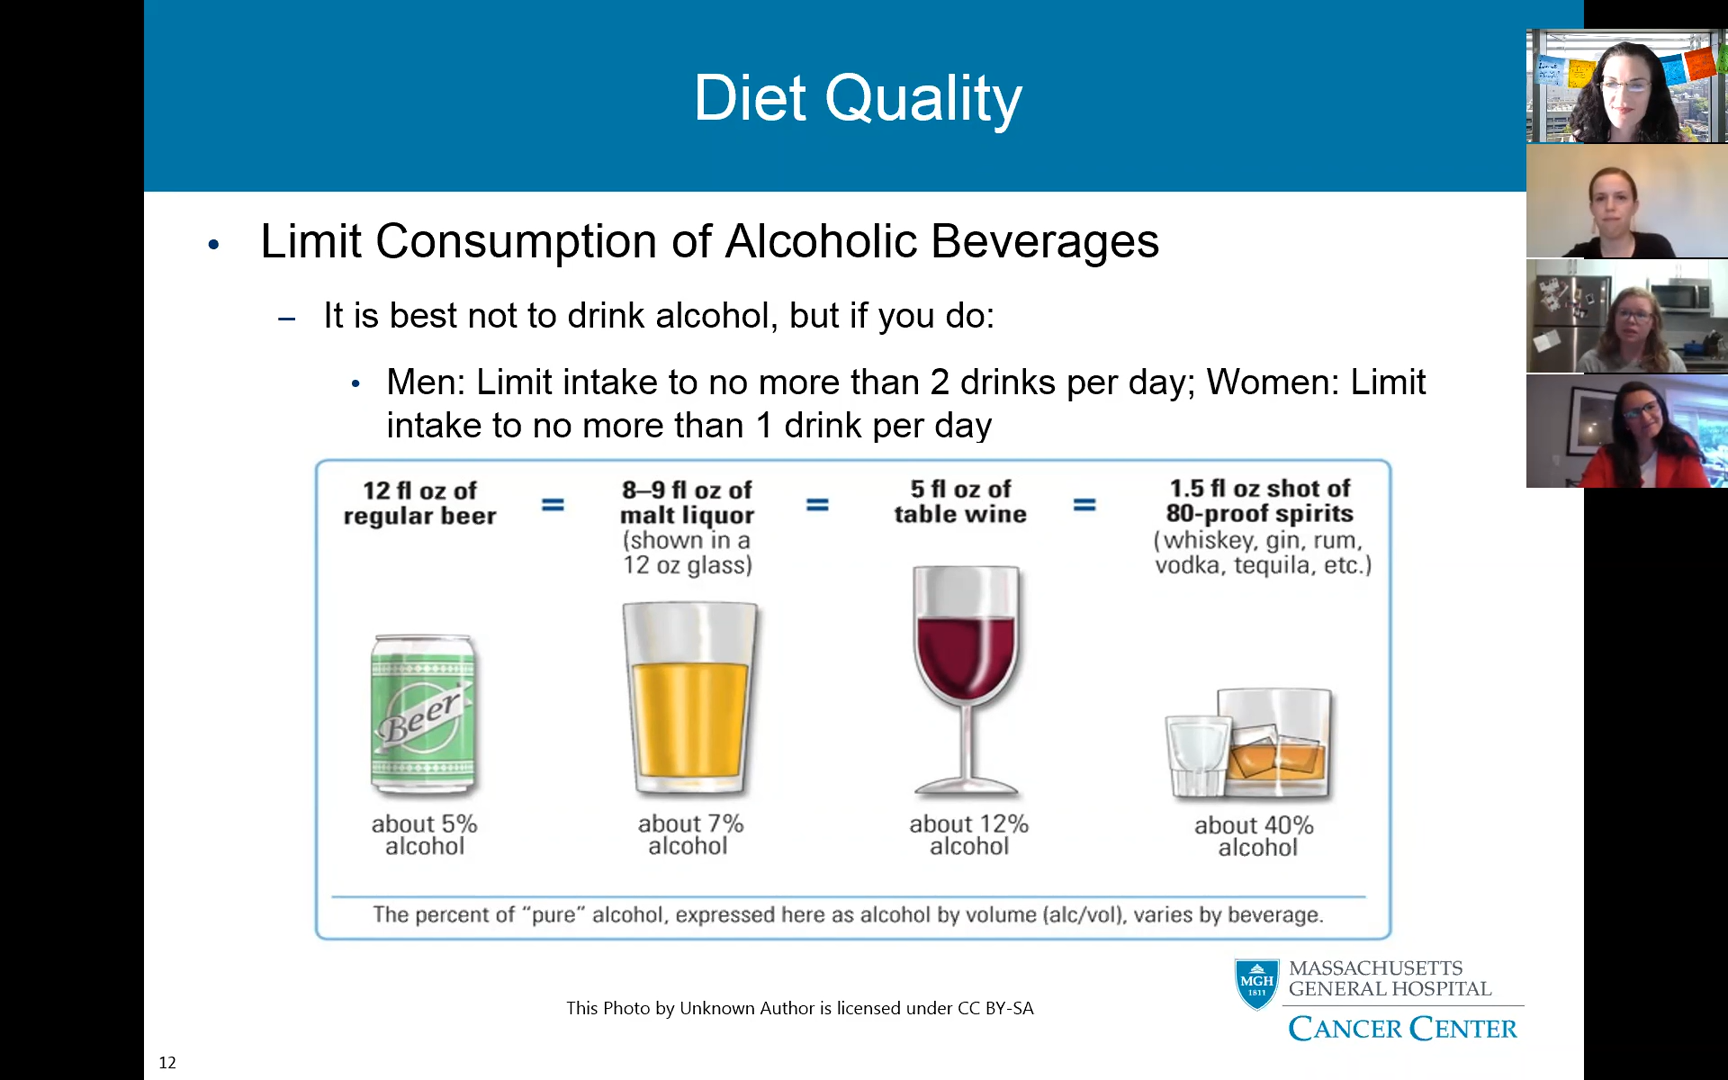 Diet Quality
• Limit Consumption of Alcoholic Beverages
– It is best not to drink alcohol, but if you do:
• Men: Limit intake to no more than 2 drinks per day; Women: Limit
intake to no more than 1 drink per day
12 fl oz of
regular beer
=
8–9 fl oz of
malt liquor
(shown in a
12 oz glass)
=
5 fl oz of
table wine
=
1.5 fl oz shot of
80-proof spirits
(whiskey, gin, rum,
vodka, tequila, etc.)
Beer
about 5%
alcohol
about 7%
alcohol
about 12%
alcohol
about 40%
alcohol
The percent of “pure” alcohol, expressed here as alcohol by volume (alc/vol), varies by beverage.
MGH
1811
MASSACHUSETTS
GENERAL HOSPITAL
CANCER CENTER
This Photo by Unknown Author is licensed under CC BY-SA
12